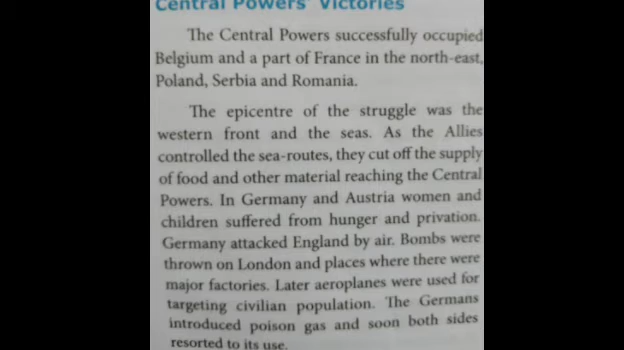 Central Powers' Victories
The Central Powers successfully occupied
Belgium and a part of France in the north-east,
Poland, Serbia and Romania.
The epicentre of the struggle was the
western front and the seas. As the Allies
controlled the sea-routes, they cut off the supply
of food and other material reaching the Central
Powers. In Germany and Austria women and
children suffered from hunger and privation.
Germany attacked England by air. Bombs were
thrown on London and places where there were
major factories. Later aeroplanes were used for
targeting civilian population. The Germans
introduced poison gas and soon both sides
resorted to its use.